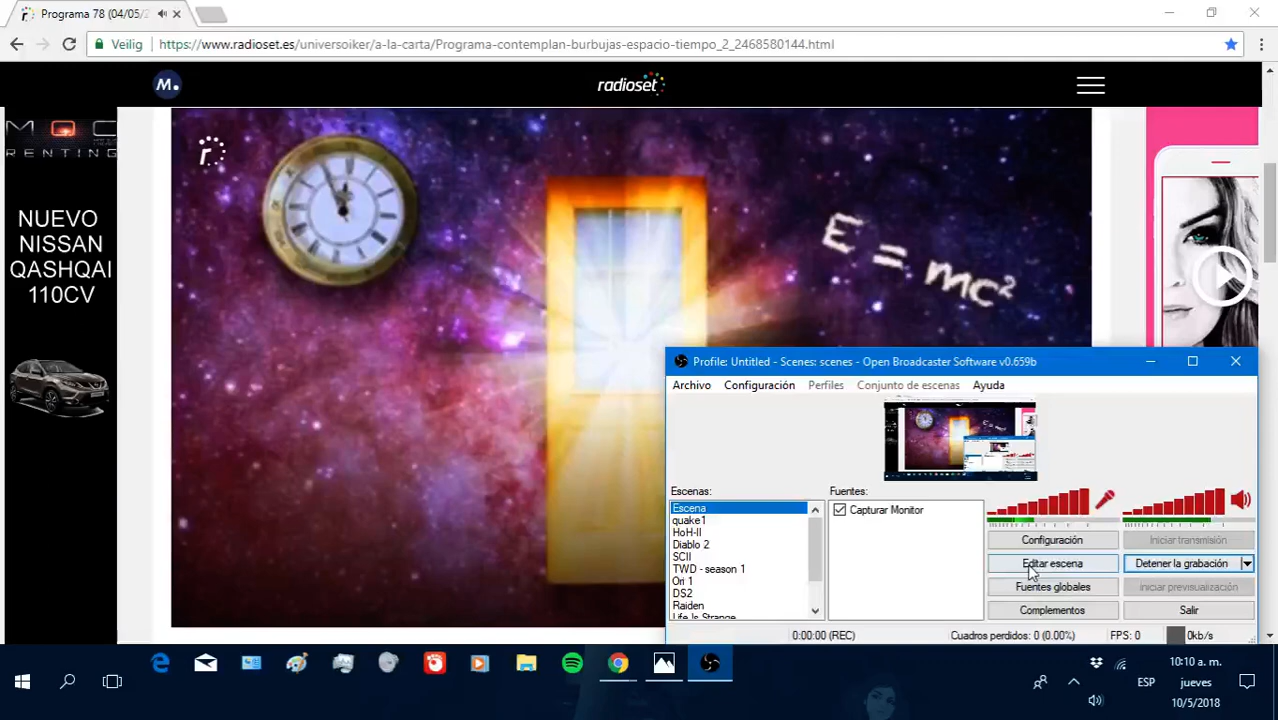 Programa 78 (04/05/2
Veilig
https://www.radioset.es/universoiker/a-la-carta/Programa-contemplan-burbujas-espacio-tiempo_2_2468580144.html
M.
radioset
RENTING
NUEVO
NISSAN
QASHQAI
110CV
r
E = mc²
Profile: Untitled - Scenes: scenes - Open Broadcaster Software v0.659b
Archivo
Configuración
Perfiles
Conjunto de escenas
Ayuda
Escenas:
Fuentes:
Escena
quake1
HoH-II
Diablo 2
SCII
TWD - season 1
Ori 1
DS2
Raiden
Life Is Strange
Capturar Monitor
Configuración
Iniciar transmisión
Editar escena
Detener la grabación
Fuentes globales
Iniciar previsualización
Complementos
Salir
0:00:00 (REC)
Cuadros perdidos: 0 (0.00%)
FPS: 0
0kb/s
ESP
10:10 a. m.
jueves
10/5/2018